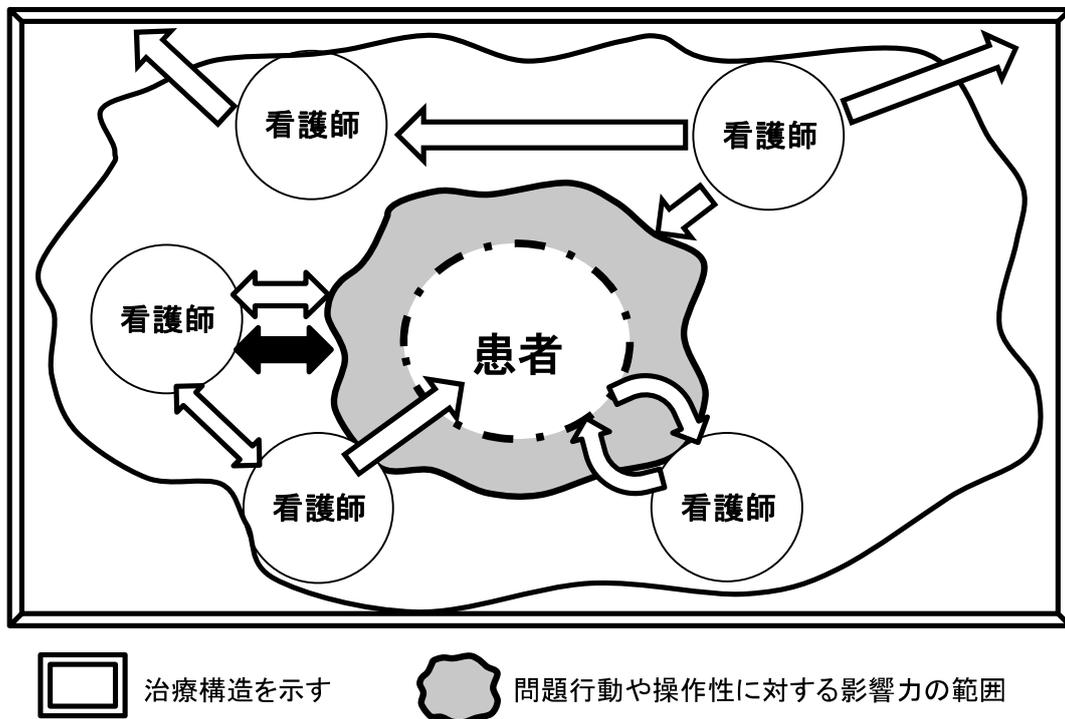 看護師
看護師
看護師
患者
看護師
看護師
治療構造を示す
問題行動や操作性に対する影響力の範囲